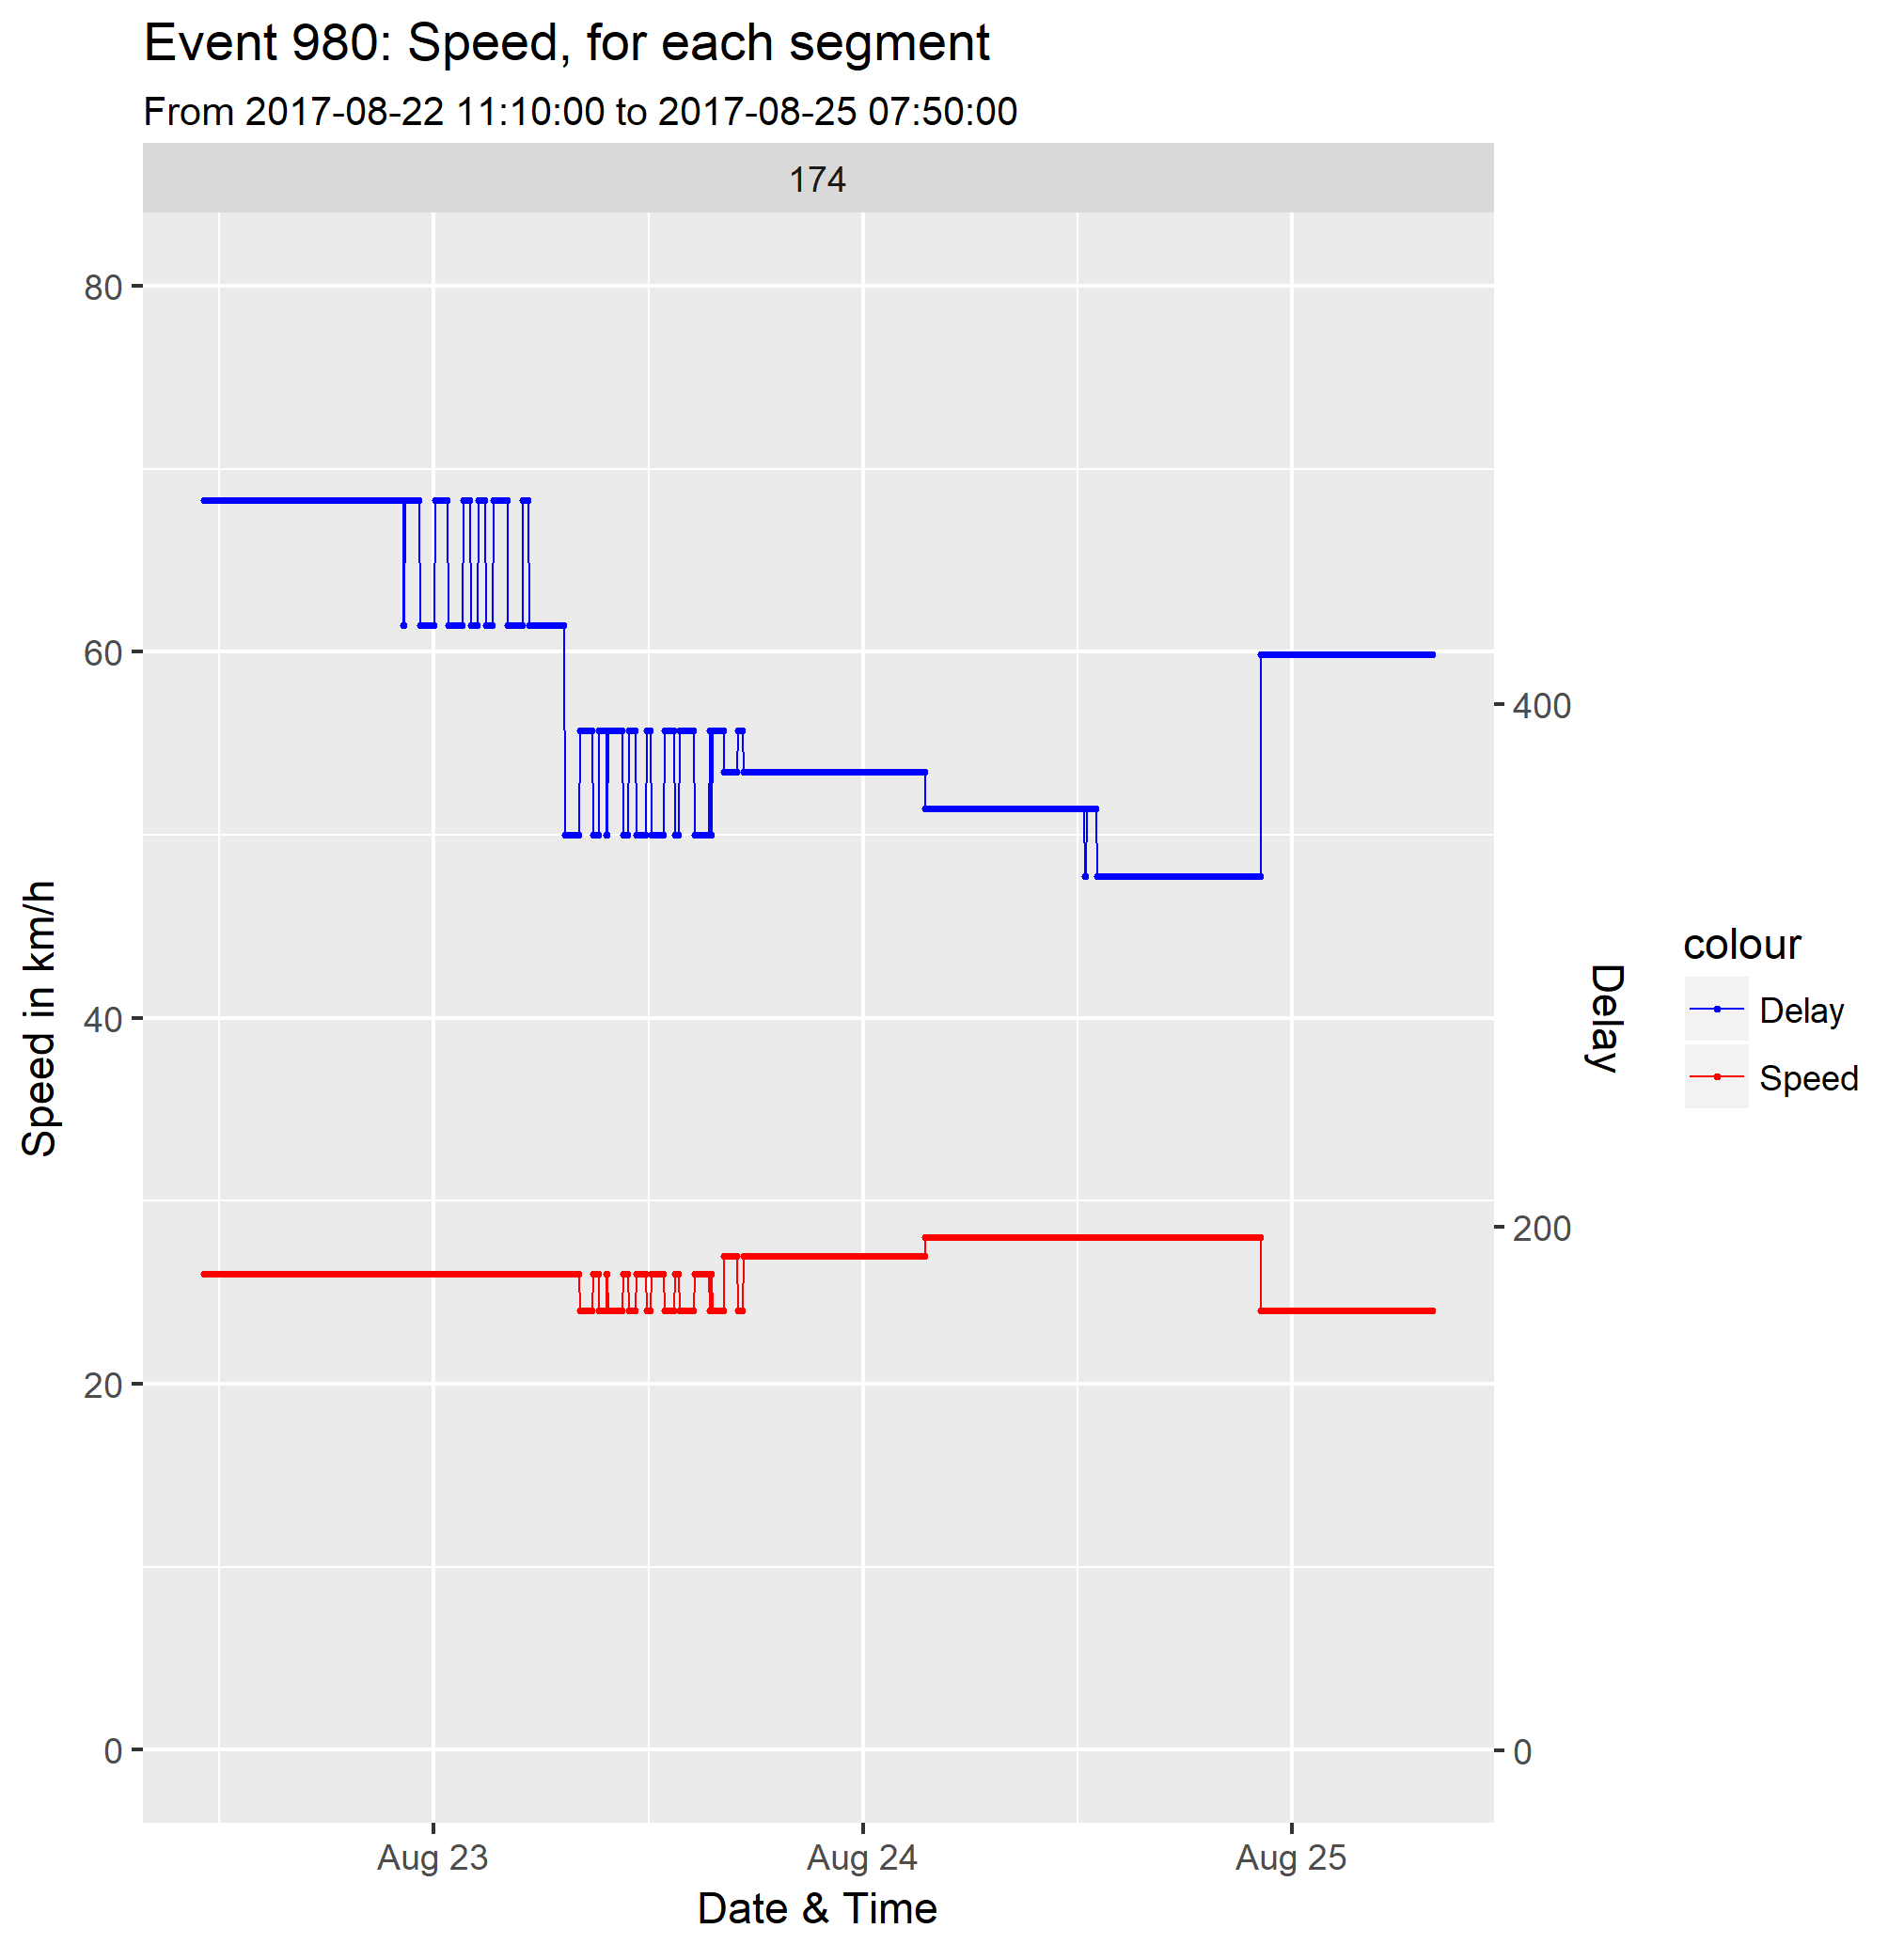 Event 980: Speed, for each segment
From 2017-08-22 11:10:00 to 2017-08-25 07:50:00
174
80
60
40
20
0
Speed in km/h
400
200
0
Delay
colour
Delay
Speed
Aug 23
Aug 24
Aug 25
Date & Time